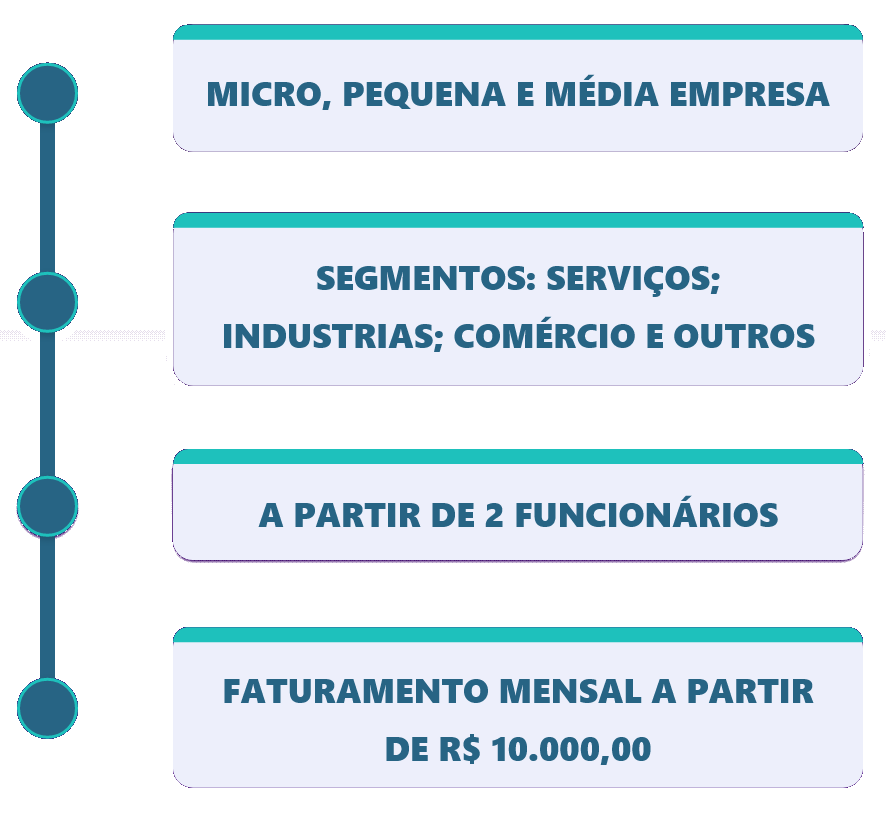 MICRO, PEQUENA E MÉDIA EMPRESA
SEGMENTOS: SERVIÇOS;
INDUSTRIAS; COMÉRCIO E OUTROS
A PARTIR DE 2 FUNCIONÁRIOS
FATURAMENTO MENSAL A PARTIR
DE R$ 10.000,00